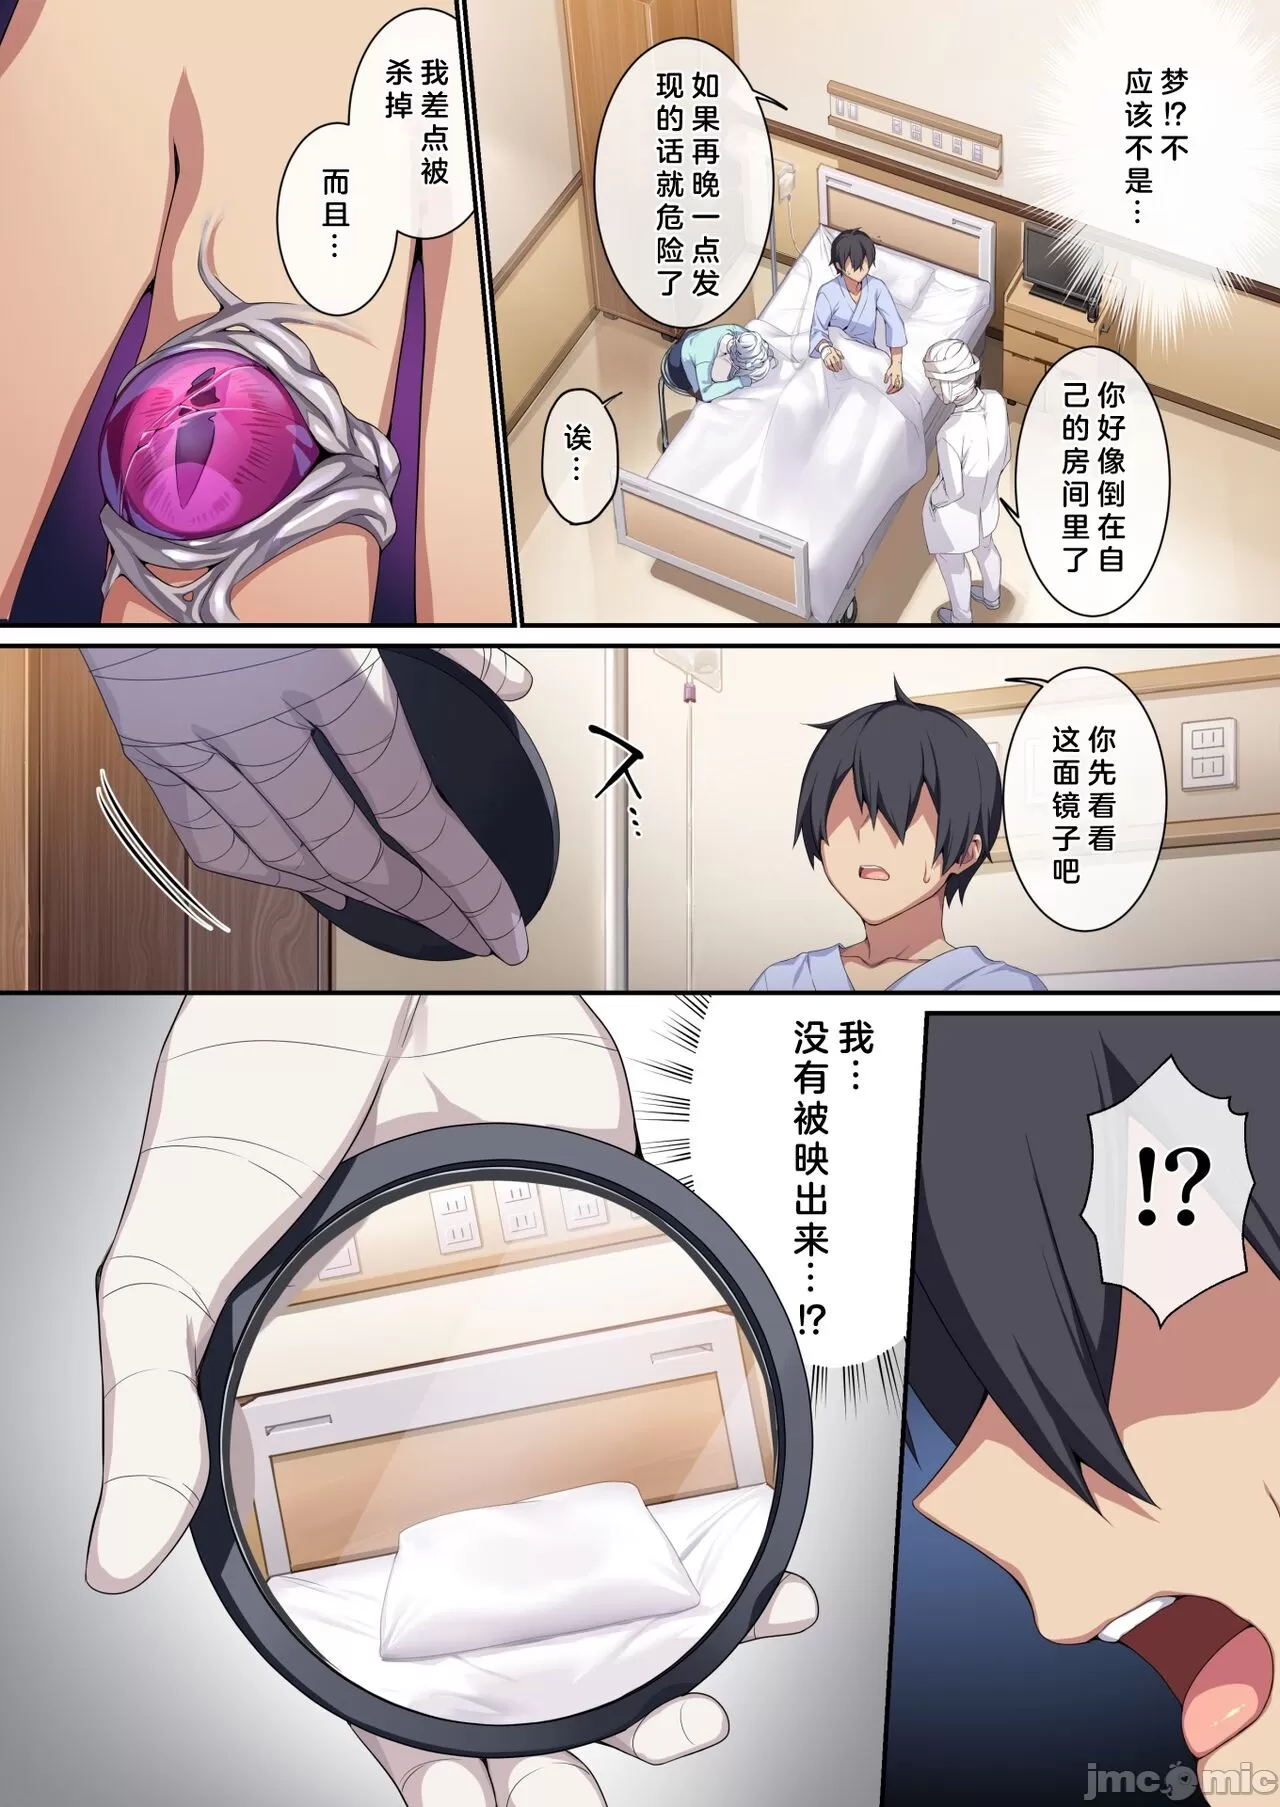 梦!?不
应该不是…
如果再晚一点发
现的话就危险了
你好像倒在自
己的房间里了
诶…
我差点被
杀掉
而且…
你先看看
这面镜子吧
スッ…
!?
我…
没有被映出来…!?
jmcomic